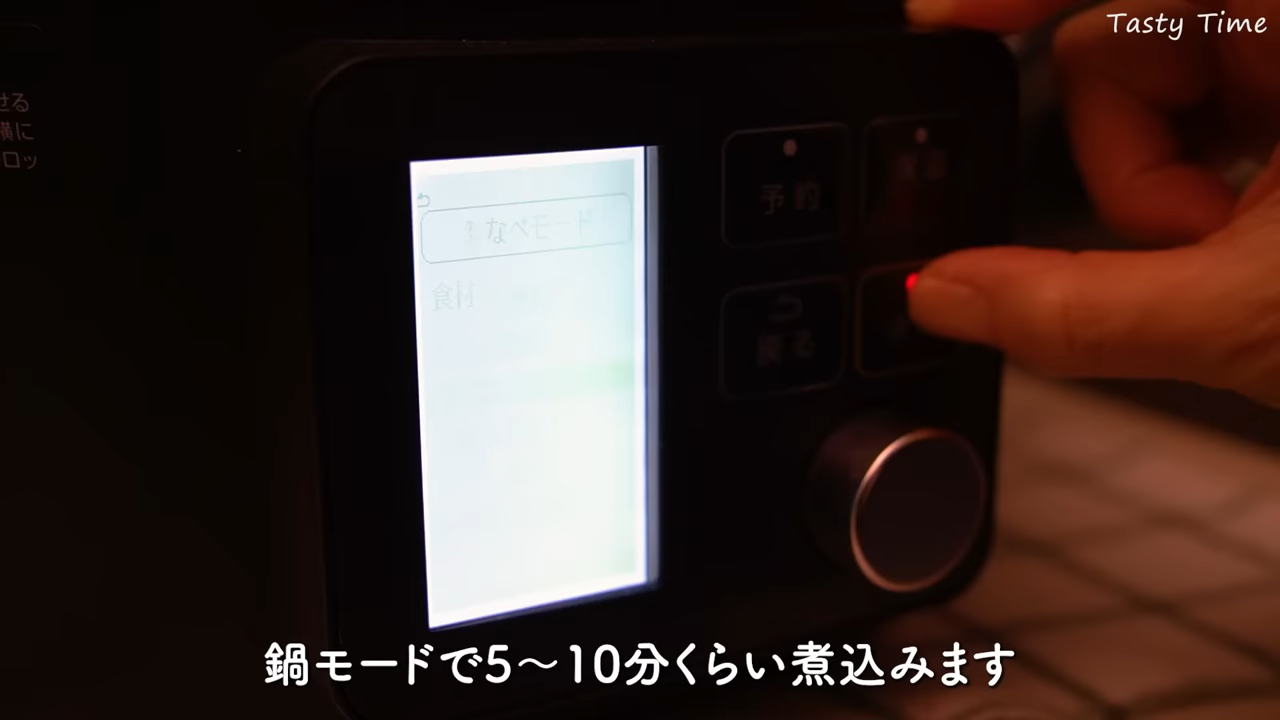 Tasty Time
せる
横に
ロッ
なべモード
食材
予約
戻る
鍋モードで5〜10分くらい煮込みます